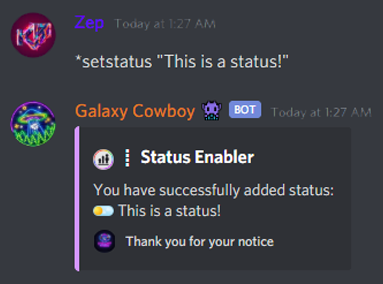 Zep Today at 1:27 AM
*setstatus "This is a status!"
Galaxy Cowboy BOT Today at 1:27 AM
Status Enabler
You have successfully added status:
This is a status!
Thank you for your notice